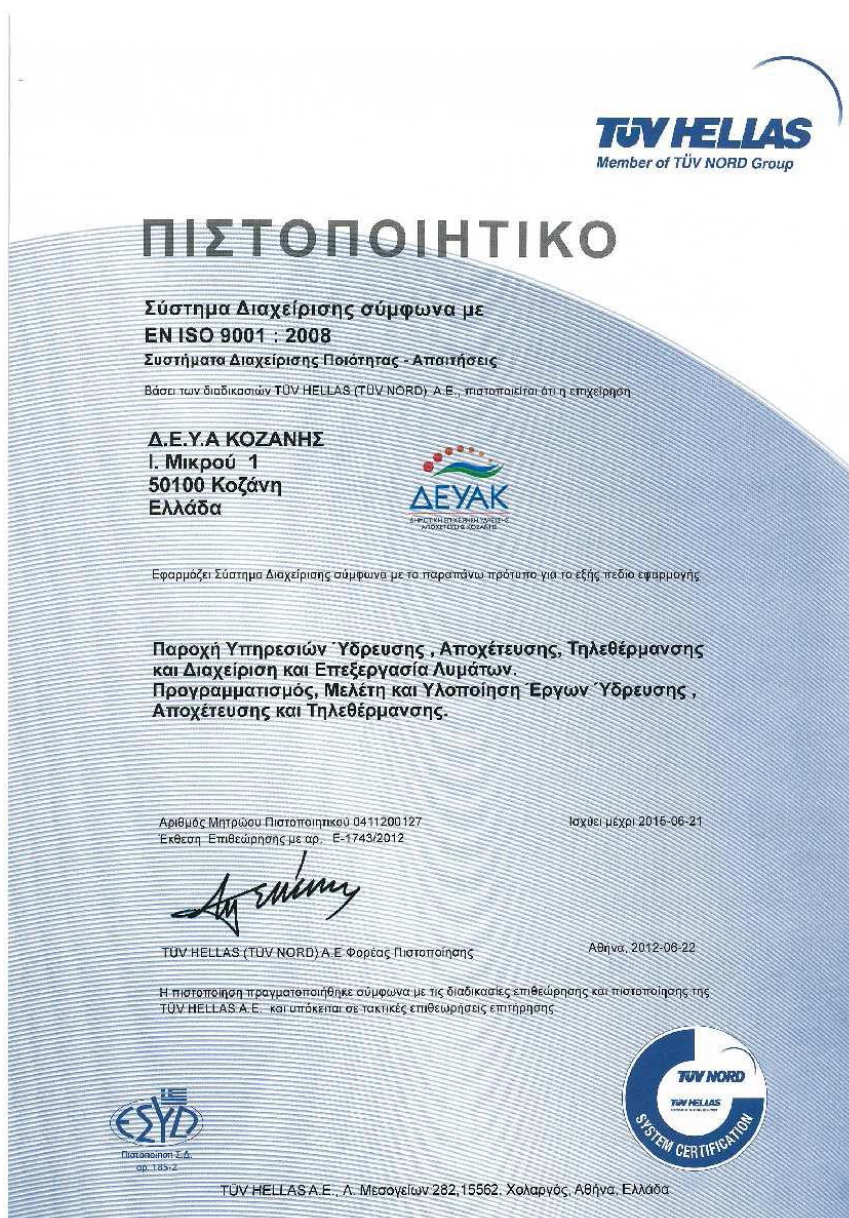 TÜV HELLAS
Member of TÜV NORD Group
ΠΙΣΤΟΠΟΙΗΤΙΚΟ
Σύστημα Διαχείρισης σύμφωνα με
EN ISO 9001 : 2008
Συστήματα Διαχείρισης Ποιότητας - Απαιτήσεις
Βάσει των διαδικασιών TÜV HELLAS (TÜV NORD) A.E., πιστοποιείται ότι η επιχείρηση
Δ.Ε.Υ.Α ΚΟΖΑΝΗΣ
Ι. Μικρού 1
50100 Κοζάνη
Ελλάδα
ΔΕΥΑΚ
ΔΗΜΟΤΙΚΗ ΕΠΙΧΕΙΡΗΣΗ ΥΔΡΕΥΣΗΣ
ΑΠΟΧΕΤΕΥΣΗΣ ΚΟΖΑΝΗΣ
Εφαρμόζει Σύστημα Διαχείρισης σύμφωνα με το παραπάνω πρότυπο για το εξής πεδίο εφαρμογής
Παροχή Υπηρεσιών Ύδρευσης , Αποχέτευσης, Τηλεθέρμανσης
και Διαχείριση και Επεξεργασία Λυμάτων.
Προγραμματισμός, Μελέτη και Υλοποίηση Έργων Ύδρευσης ,
Αποχέτευσης και Τηλεθέρμανσης.
Αριθμός Μητρώου Πιστοποιητικού 0411200127
Ισχύει μέχρι 2015-06-21
Έκθεση Επιθεώρησης με αρ. E-1743/2012
TÜV HELLAS (TÜV NORD) A.E Φορέας Πιστοποίησης
Αθήνα, 2012-06-22
Η πιστοποίηση πραγματοποιήθηκε σύμφωνα με τις διαδικασίες επιθεώρησης και πιστοποίησης της
TÜV HELLAS A.E. και υπόκειται σε τακτικές επιθεωρήσεις επιτήρησης
ΕΣΥΔ
Πιστοποίηση Σ.Δ.
αρ. 185-2
TÜV NORD
TÜV HELLAS
SYSTEM CERTIFICATION
TÜV HELLAS A.E., Λ. Μεσογείων 282,15562, Χολαργός, Αθήνα, Ελλάδα